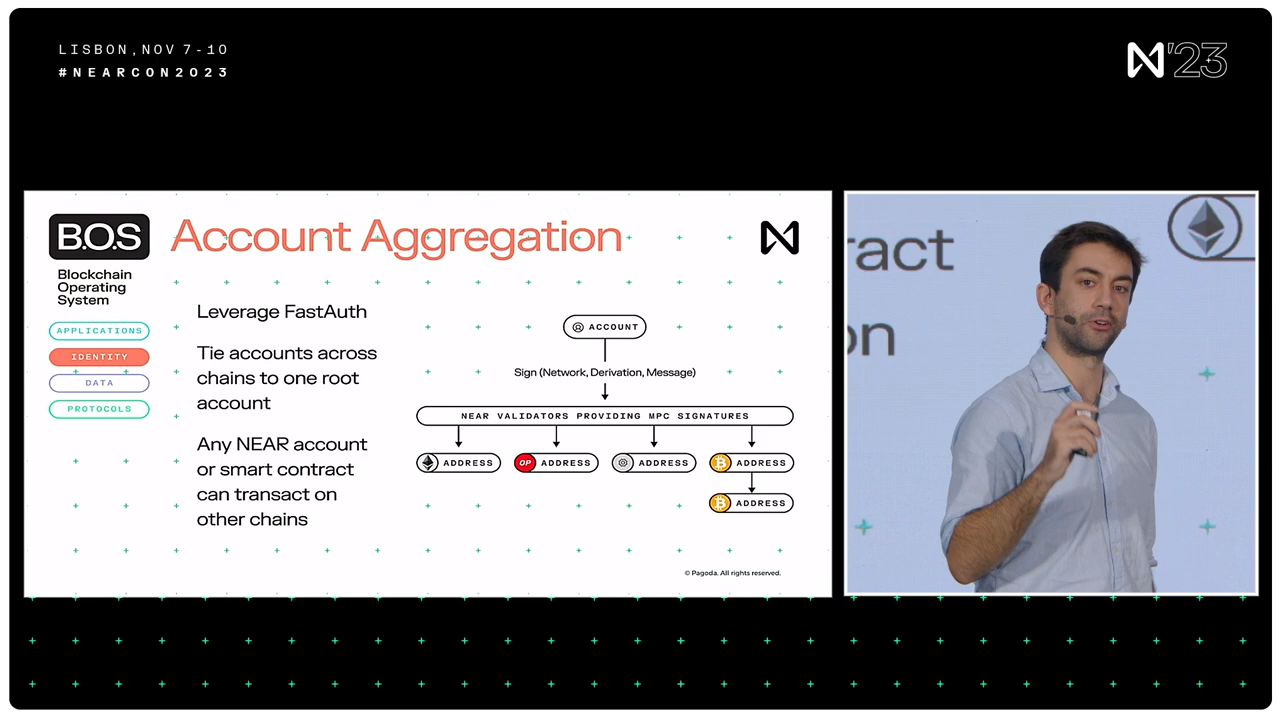 LISBON, NOV 7-10
#NEARCON2023
'23
B.O.S
Blockchain
Operating
System
APPLICATIONS
IDENTITY
DATA
PROTOCOLS
Account Aggregation
Leverage FastAuth
Tie accounts across
chains to one root
account
Any NEAR account
or smart contract
can transact on
other chains
@ ACCOUNT
Sign (Network, Derivation, Message)
NEAR VALIDATORS PROVIDING MPC SIGNATURES
ADDRESS
OP ADDRESS
ADDRESS
₿ ADDRESS
₿ ADDRESS
© Pagoda. All rights reserved.
ract
on